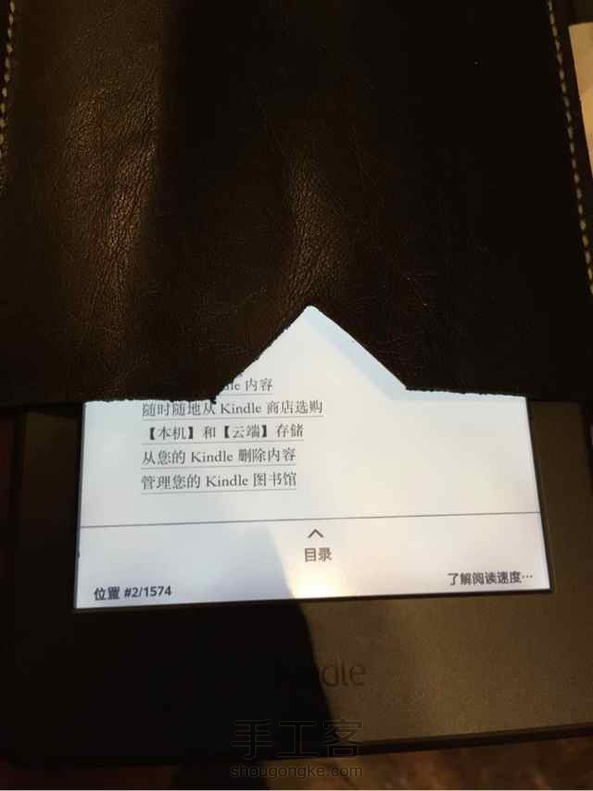 内容
随时随地从 Kindle 商店选购
【本机】和【云端】存储
从您的 Kindle 删除内容
管理您的 Kindle 图书馆
目录
了解阅读速度…
位置 #2/1574
kindle
手工客
shougongke.com